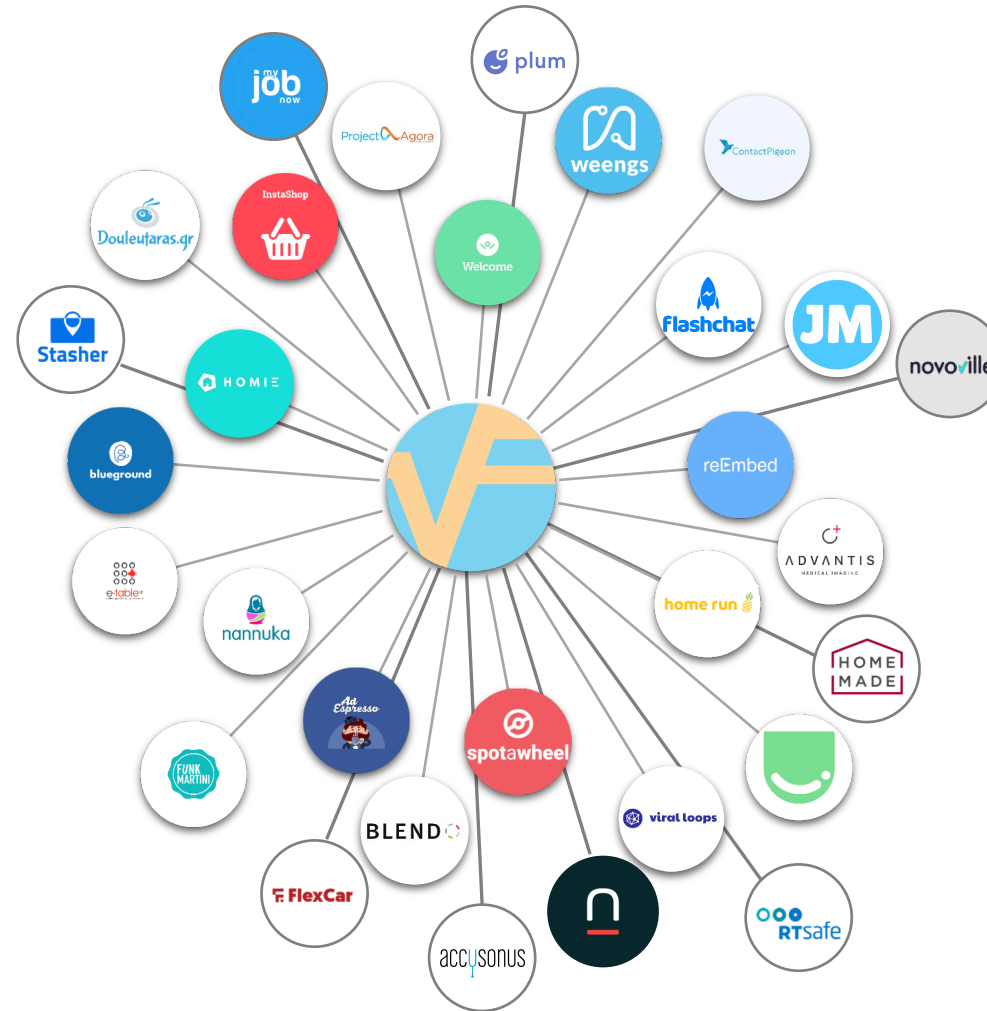 plum
my
job
now
Project Agora
weengs
ContactPigeon
InstaShop
Douleutaras.gr
Welcome
flashchat
JM
Stasher
novoville
HOMIE
VF
blueground
reEmbed
ADVANTIS
MEDICAL IMAGING
e-table
home run
nannuka
HOME
MADE
Ad
Espresso
spotawheel
FUNK
MARTINI
BLENDO
viral loops
FlexCar
n
RTsafe
accusonus